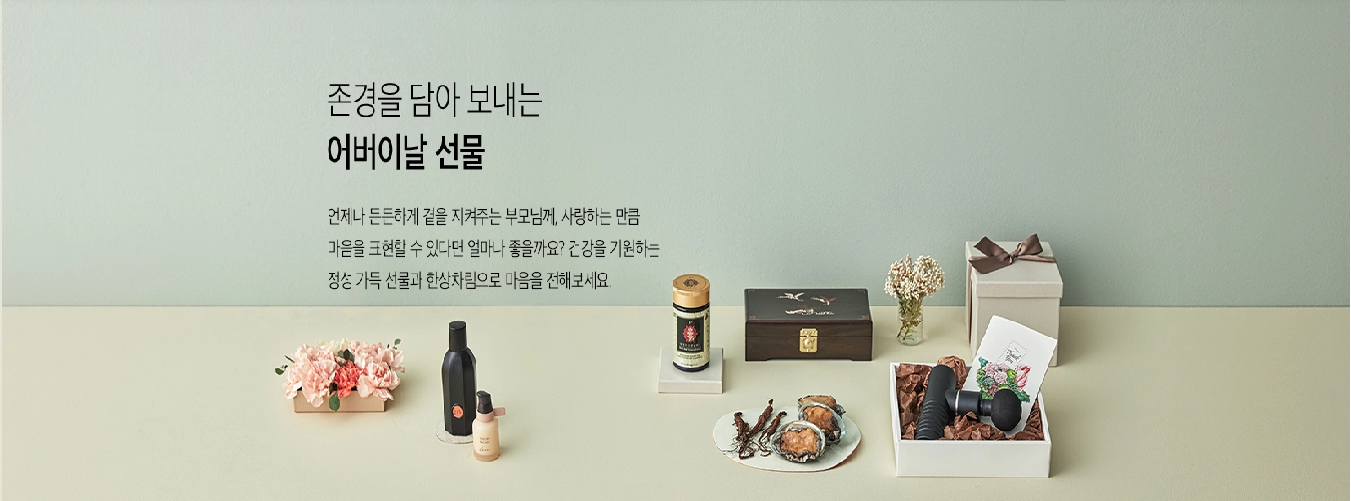 존경을 담아 보내는
어버이날 선물
언제나 든든하게 곁을 지켜주는 부모님께, 사랑하는 만큼
마음을 표현할 수 있다면 얼마나 좋을까요? 건강을 기원하는
정성 가득 선물과 한상차림으로 마음을 전해보세요.